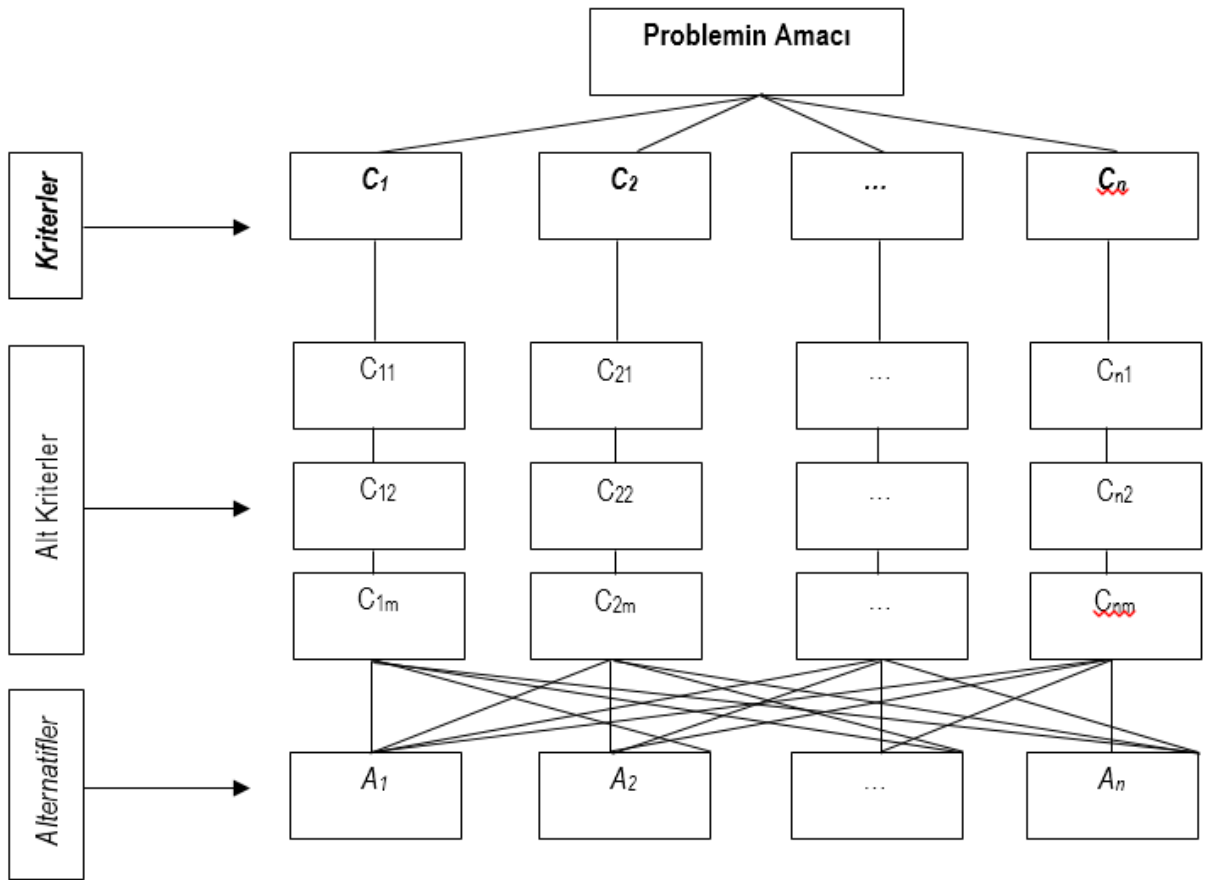 Problemin Amacı
Kriterler
C1
C2
...
Cn
Alt Kriterler
C11
C21
...
Cn1
C12
C22
...
Cn2
C1m
C2m
...
Cnm
Alternatifler
A1
A2
...
An